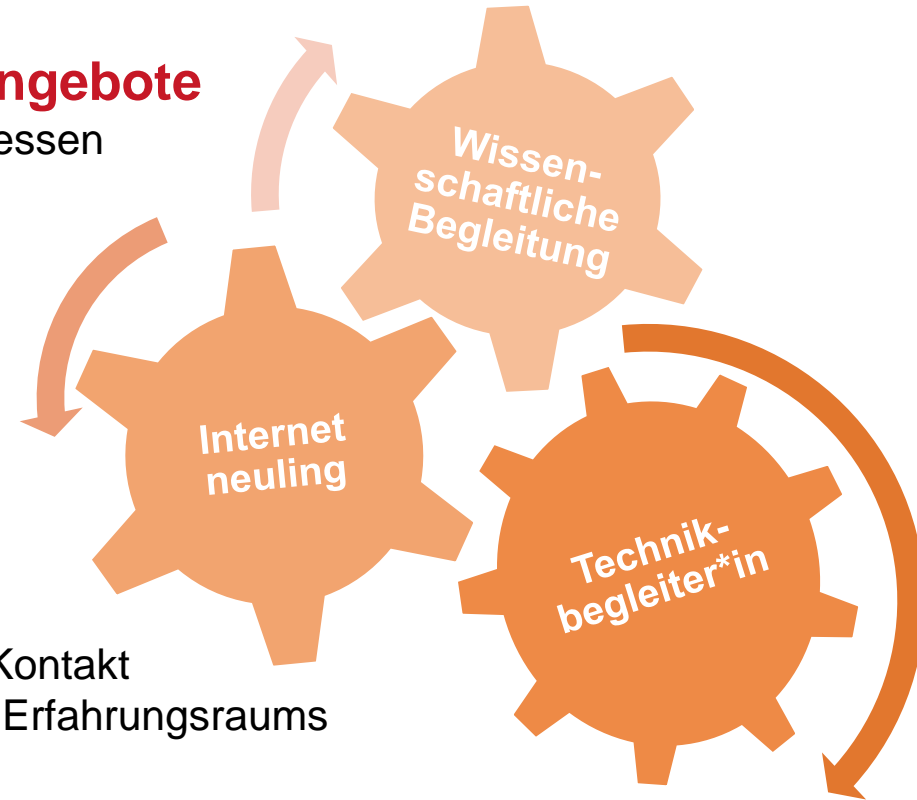 ngebote
essen
Wissen-
schaftliche
Begleitung
Internet
neuling
Technik-
begleiter*in
Kontakt
Erfahrungsraums